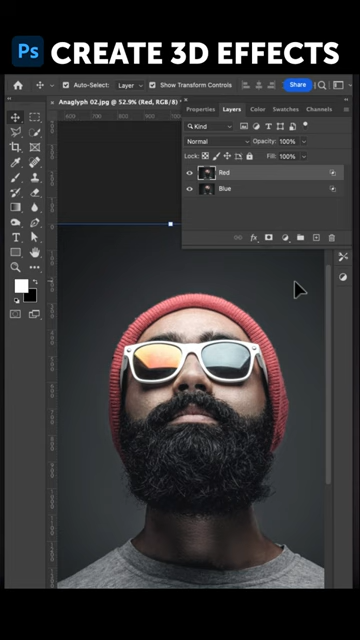 Ps CREATE 3D EFFECTS
Auto-Select: Layer Show Transform Controls Share
Anaglyph 02.jpg @ 52.9% (Red, RGB/8)
Properties Layers Color Swatches Channels
Kind
Normal Opacity: 100%
Lock: Fill: 100%
Red
Blue
fx